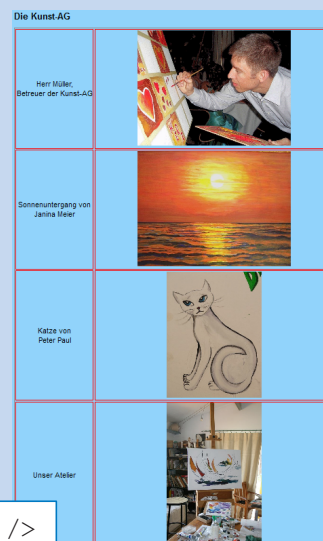 Die Kunst-AG
Herr Müller,
Betreuer der Kunst-AG
Sonnenuntergang von
Janina Meier
Katze von
Peter Paul
Unser Atelier
/>